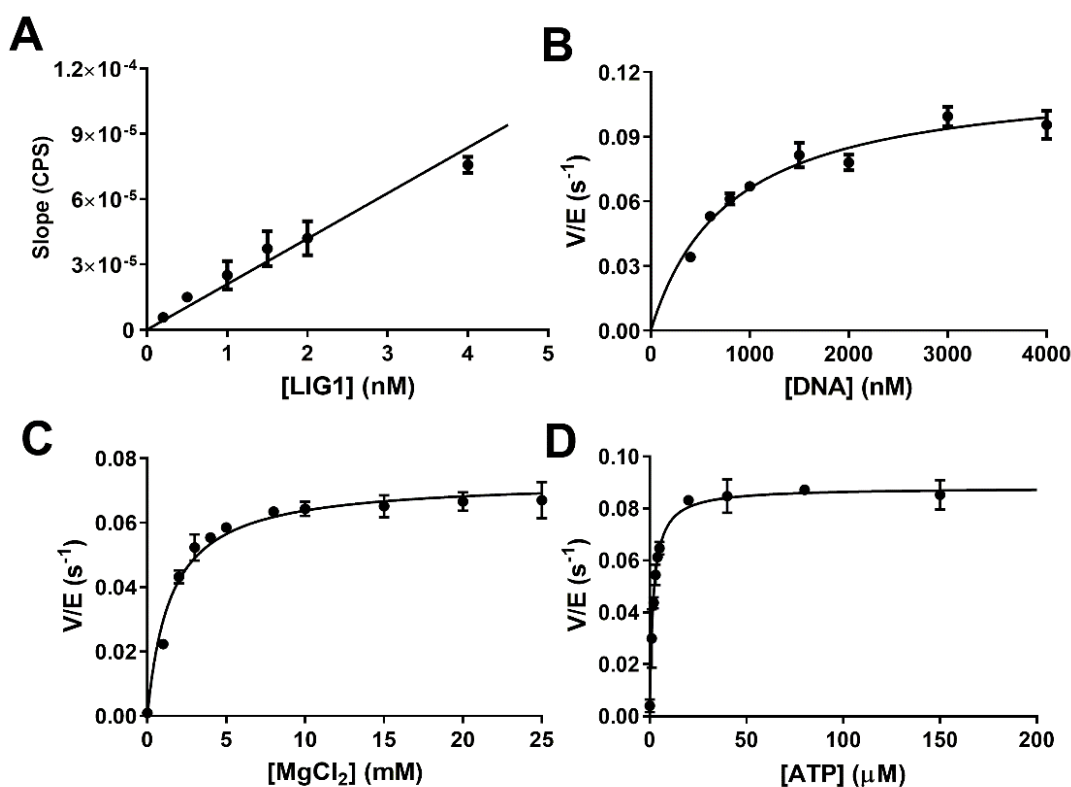 A
Slope (CPS)
1.2×10⁻⁴
9×10⁻⁵
6×10⁻⁵
3×10⁻⁵
0
0 1 2 3 4 5
[LIG1] (nM)
B
V/E (s⁻¹)
0.12
0.09
0.06
0.03
0.00
0 1000 2000 3000 4000
[DNA] (nM)
C
V/E (s⁻¹)
0.08
0.06
0.04
0.02
0.00
0 5 10 15 20 25
[MgCl₂] (mM)
D
V/E (s⁻¹)
0.10
0.08
0.06
0.04
0.02
0.00
0 50 100 150 200
[ATP] (μM)